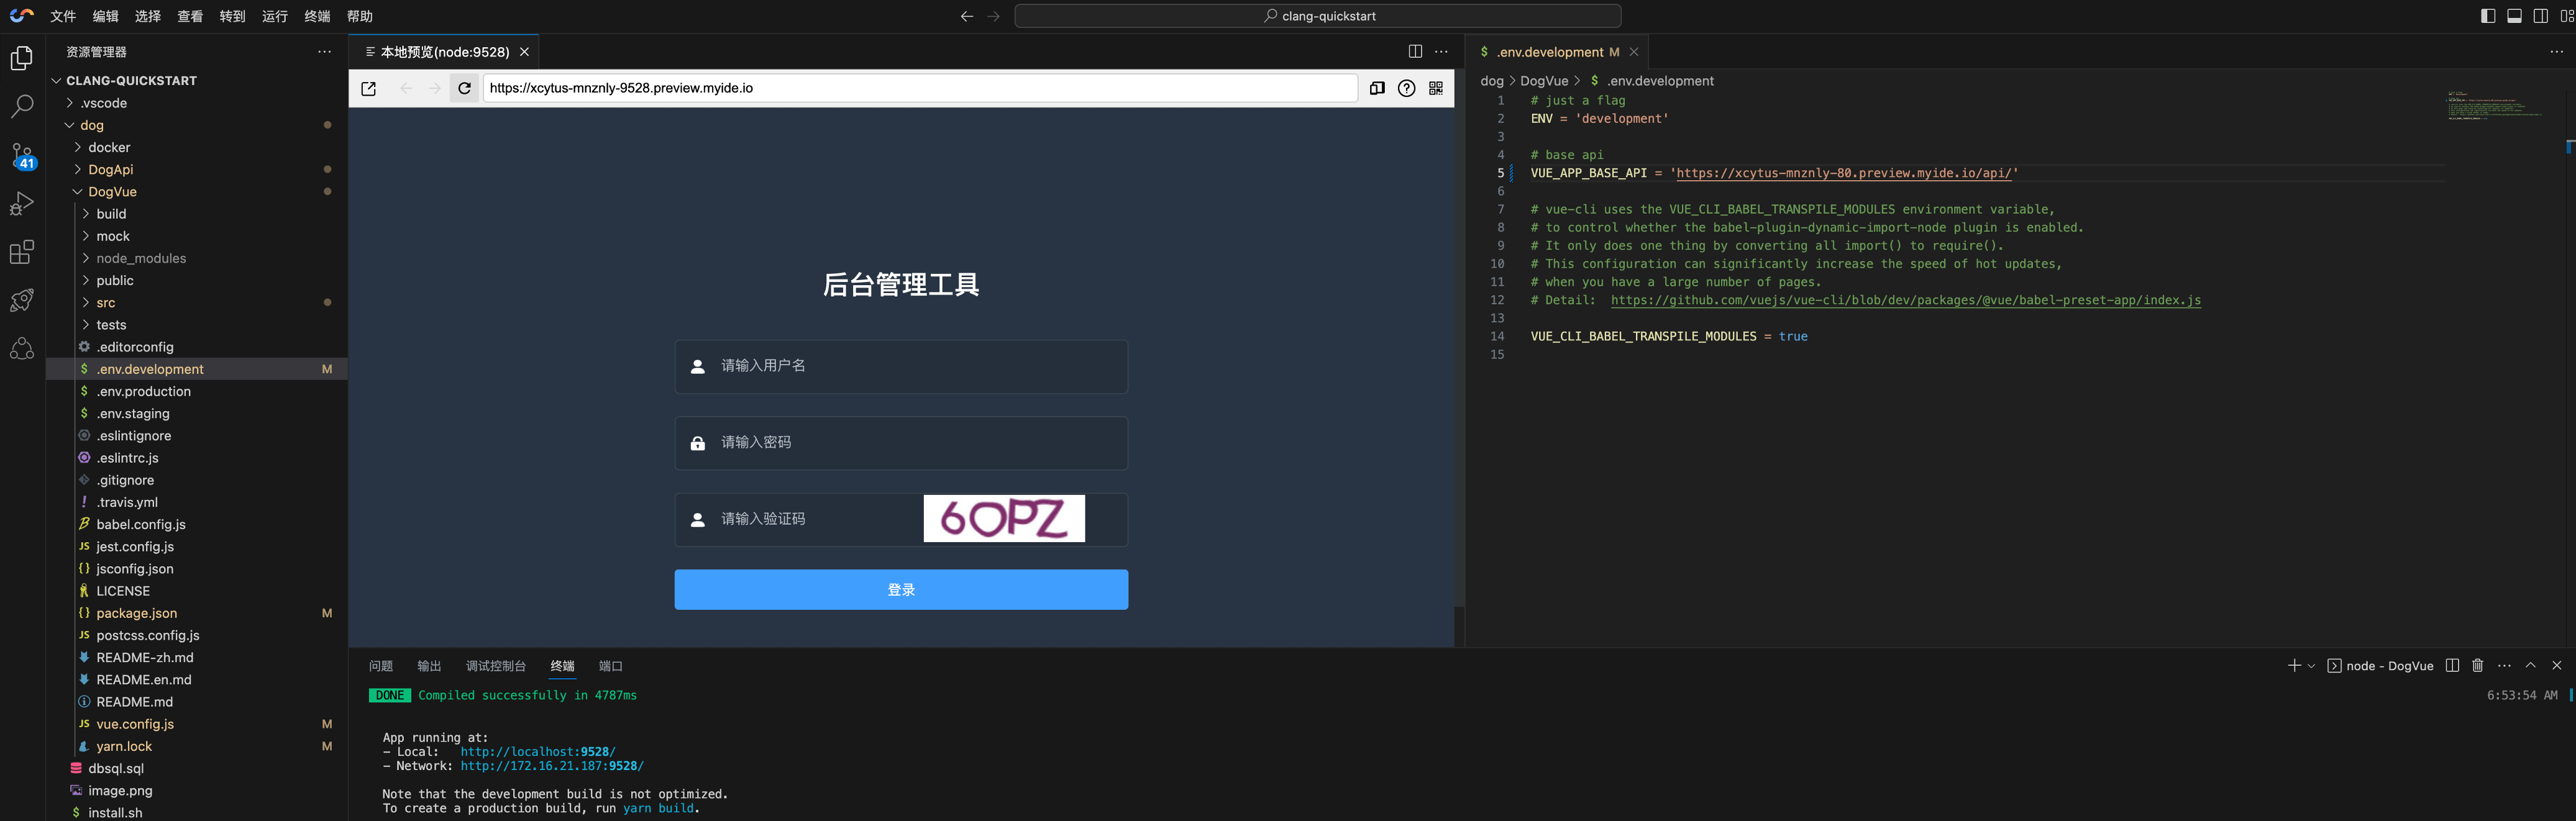 文件 编辑 选择 查看 转到 运行 终端 帮助
clang-quickstart
资源管理器
CLANG-QUICKSTART
.vscode
dog
docker
DogApi
DogVue
build
mock
node_modules
public
src
tests
.editorconfig
.env.development M
.env.production
.env.staging
.eslintignore
.eslintrc.js
.gitignore
.travis.yml
babel.config.js
jest.config.js
jsconfig.json
LICENSE
package.json M
postcss.config.js
README-zh.md
README.en.md
README.md
vue.config.js M
yarn.lock M
dbsql.sql
image.png
install.sh
41
本地预览(node:9528)
https://xcytus-mnznly-9528.preview.myide.io
后台管理工具
请输入用户名
请输入密码
请输入验证码 6OPZ
登录
.env.development M
dog > DogVue > $ .env.development
1 # just a flag
2 ENV = 'development'
3
4 # base api
5 VUE_APP_BASE_API = 'https://xcytus-mnznly-80.preview.myide.io/api/'
6
7 # vue-cli uses the VUE_CLI_BABEL_TRANSPILE_MODULES environment variable,
8 # to control whether the babel-plugin-dynamic-import-node plugin is enabled.
9 # It only does one thing by converting all import() to require().
10 # This configuration can significantly increase the speed of hot updates,
11 # when you have a large number of pages.
12 # Detail:  https://github.com/vuejs/vue-cli/blob/dev/packages/@vue/babel-preset-app/index.js
13
14 VUE_CLI_BABEL_TRANSPILE_MODULES = true
15
问题 输出 调试控制台 终端 端口
node - DogVue
DONE Compiled successfully in 4787ms
6:53:54 AM
App running at:
- Local:   http://localhost:9528/
- Network: http://172.16.21.187:9528/
Note that the development build is not optimized.
To create a production build, run yarn build.